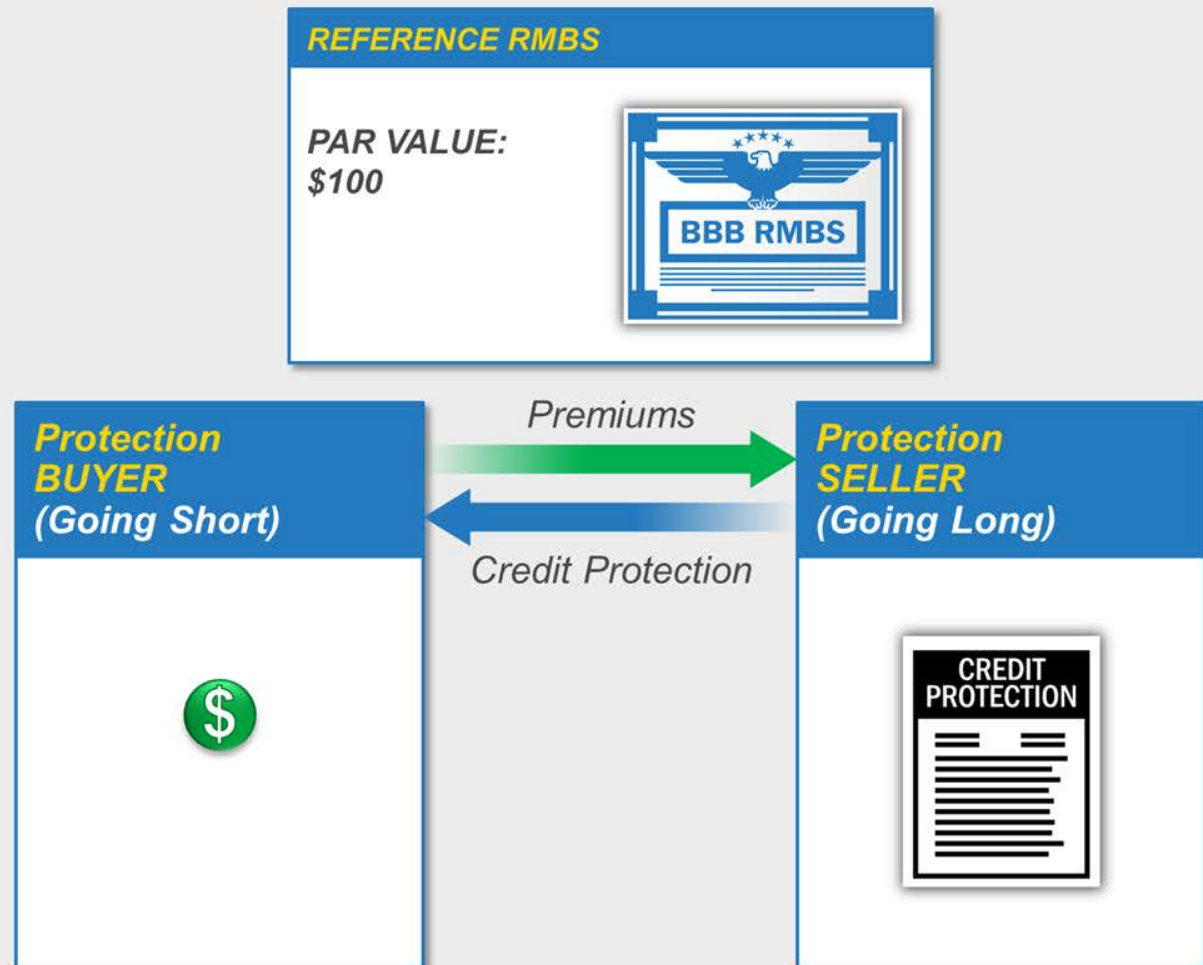 REFERENCE RMBS
PAR VALUE:
$100
BBB RMBS
Premiums
Protection
BUYER
(Going Short)
Protection
SELLER
(Going Long)
Credit Protection
$
CREDIT
PROTECTION